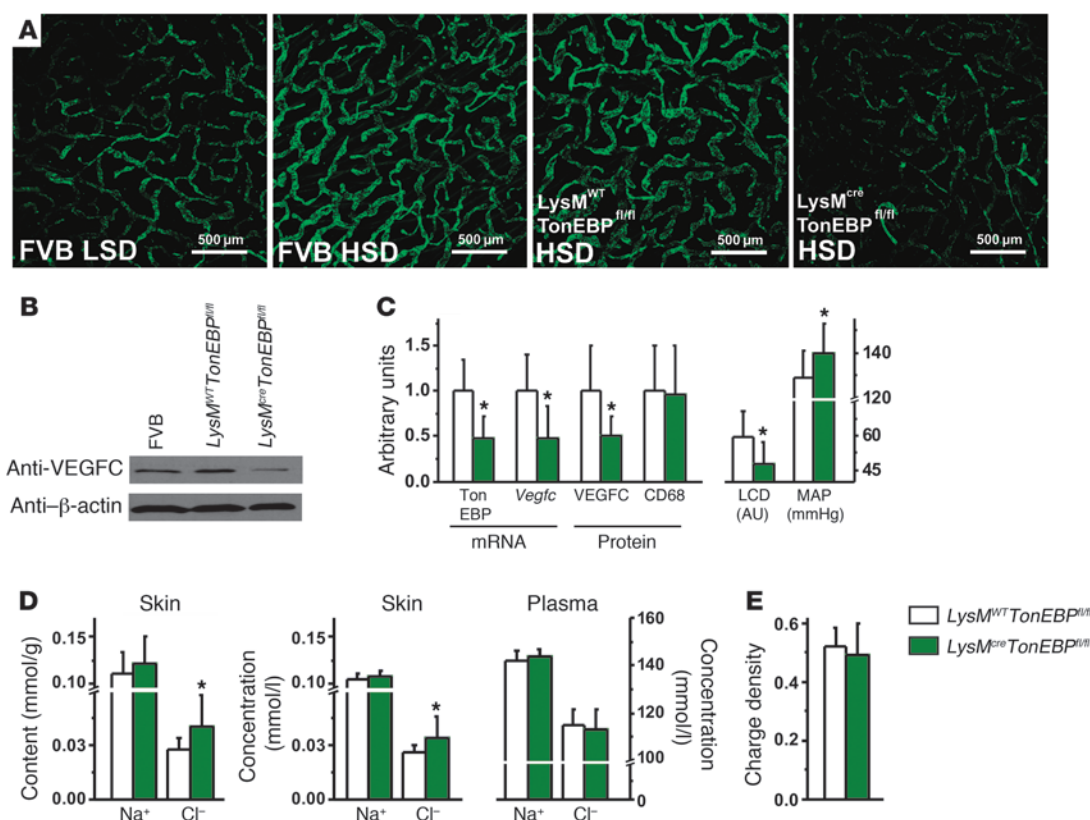 A
FVB LSD
500 µm
FVB HSD
500 µm
LysM^WT
TonEBP^fl/fl
HSD
500 µm
LysM^cre
TonEBP^fl/fl
HSD
500 µm
B
FVB
LysM^WT TonEBP^fl/fl
LysM^cre TonEBP^fl/fl
Anti-VEGFC
Anti–β-actin
C
Arbitrary units
1.5
1.0
0.5
0.0
*
*
*
Ton
EBP
Vegfc
VEGFC
CD68
mRNA
Protein
*
*
140
120
60
45
LCD
(AU)
MAP
(mmHg)
D
Skin
Content (mmol/g)
0.15
0.10
0.03
0.00
*
Na⁺
Cl⁻
Skin
Concentration
(mmol/l)
0.15
0.10
0.03
0.00
*
Na⁺
Cl⁻
Plasma
160
140
120
100
0
Concentration
(mmol/l)
Na⁺
Cl⁻
E
Charge density
0.6
0.4
0.2
0.0
LysM^WT TonEBP^fl/fl
LysM^cre TonEBP^fl/fl